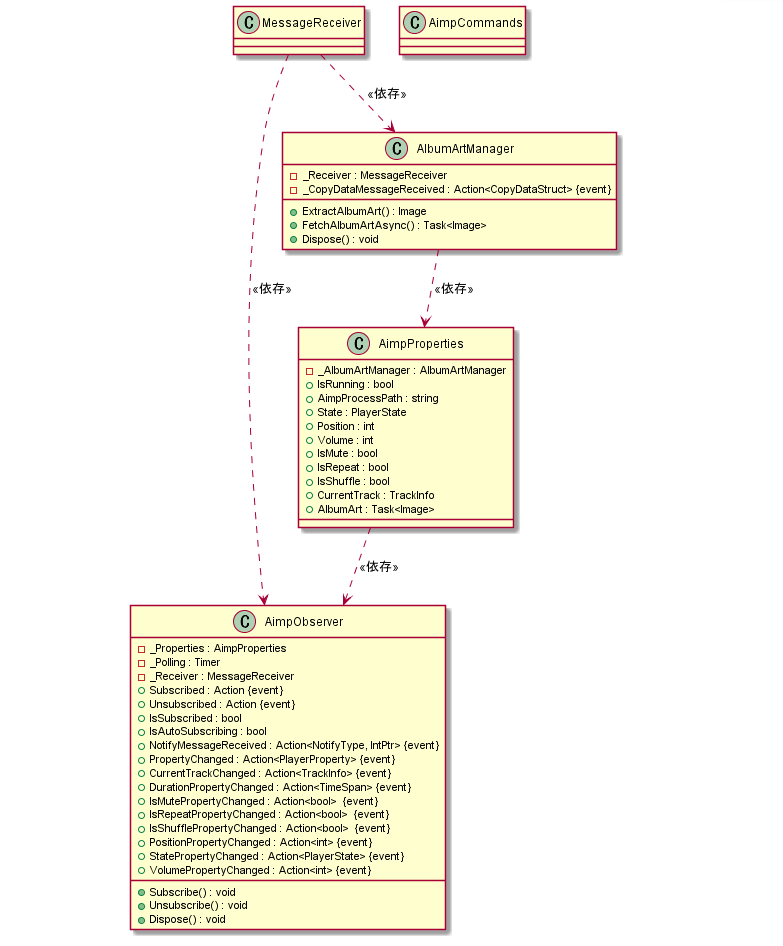 C MessageReceiver
C AimpCommands
«依存»
C AlbumArtManager
_Receiver : MessageReceiver
_CopyDataMessageReceived : Action<CopyDataStruct> {event}
ExtractAlbumArt() : Image
FetchAlbumArtAsync() : Task<Image>
Dispose() : void
«依存»
«依存»
C AimpProperties
_AlbumArtManager : AlbumArtManager
IsRunning : bool
AimpProcessPath : string
State : PlayerState
Position : int
Volume : int
IsMute : bool
IsRepeat : bool
IsShuffle : bool
CurrentTrack : TrackInfo
AlbumArt : Task<Image>
«依存»
C AimpObserver
_Properties : AimpProperties
_Polling : Timer
_Receiver : MessageReceiver
Subscribed : Action {event}
Unsubscribed : Action {event}
IsSubscribed : bool
IsAutoSubscribing : bool
NotifyMessageReceived : Action<NotifyType, IntPtr> {event}
PropertyChanged : Action<PlayerProperty> {event}
CurrentTrackChanged : Action<TrackInfo> {event}
DurationPropertyChanged : Action<TimeSpan> {event}
IsMutePropertyChanged : Action<bool> {event}
IsRepeatPropertyChanged : Action<bool> {event}
IsShufflePropertyChanged : Action<bool> {event}
PositionPropertyChanged : Action<int> {event}
StatePropertyChanged : Action<PlayerState> {event}
VolumePropertyChanged : Action<int> {event}
Subscribe() : void
Unsubscribe() : void
Dispose() : void